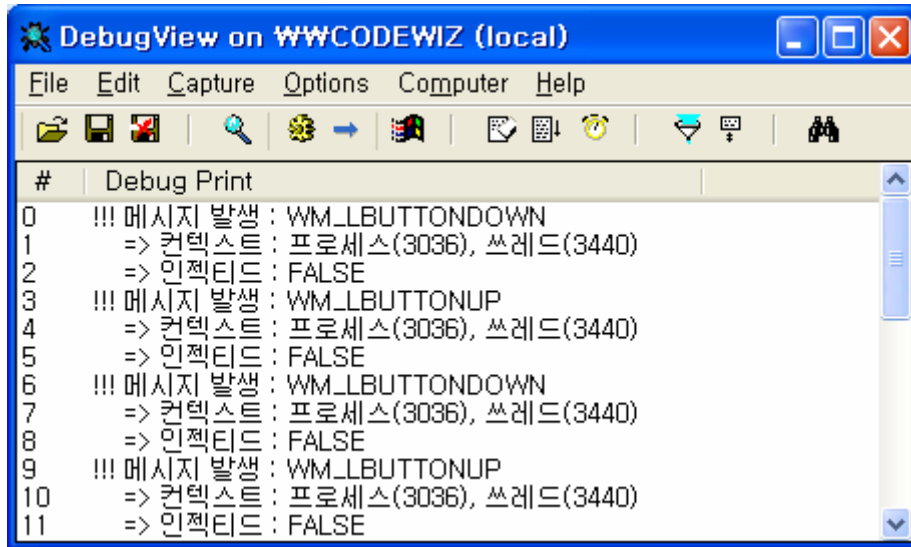 DebugView on ₩₩CODEWIZ (local)
File Edit Capture Options Computer Help
# Debug Print
0 !!! 메시지 발생 : WM_LBUTTONDOWN
1 => 컨텍스트 : 프로세스(3036), 쓰레드(3440)
2 => 인젝티드 : FALSE
3 !!! 메시지 발생 : WM_LBUTTONUP
4 => 컨텍스트 : 프로세스(3036), 쓰레드(3440)
5 => 인젝티드 : FALSE
6 !!! 메시지 발생 : WM_LBUTTONDOWN
7 => 컨텍스트 : 프로세스(3036), 쓰레드(3440)
8 => 인젝티드 : FALSE
9 !!! 메시지 발생 : WM_LBUTTONUP
10 => 컨텍스트 : 프로세스(3036), 쓰레드(3440)
11 => 인젝티드 : FALSE